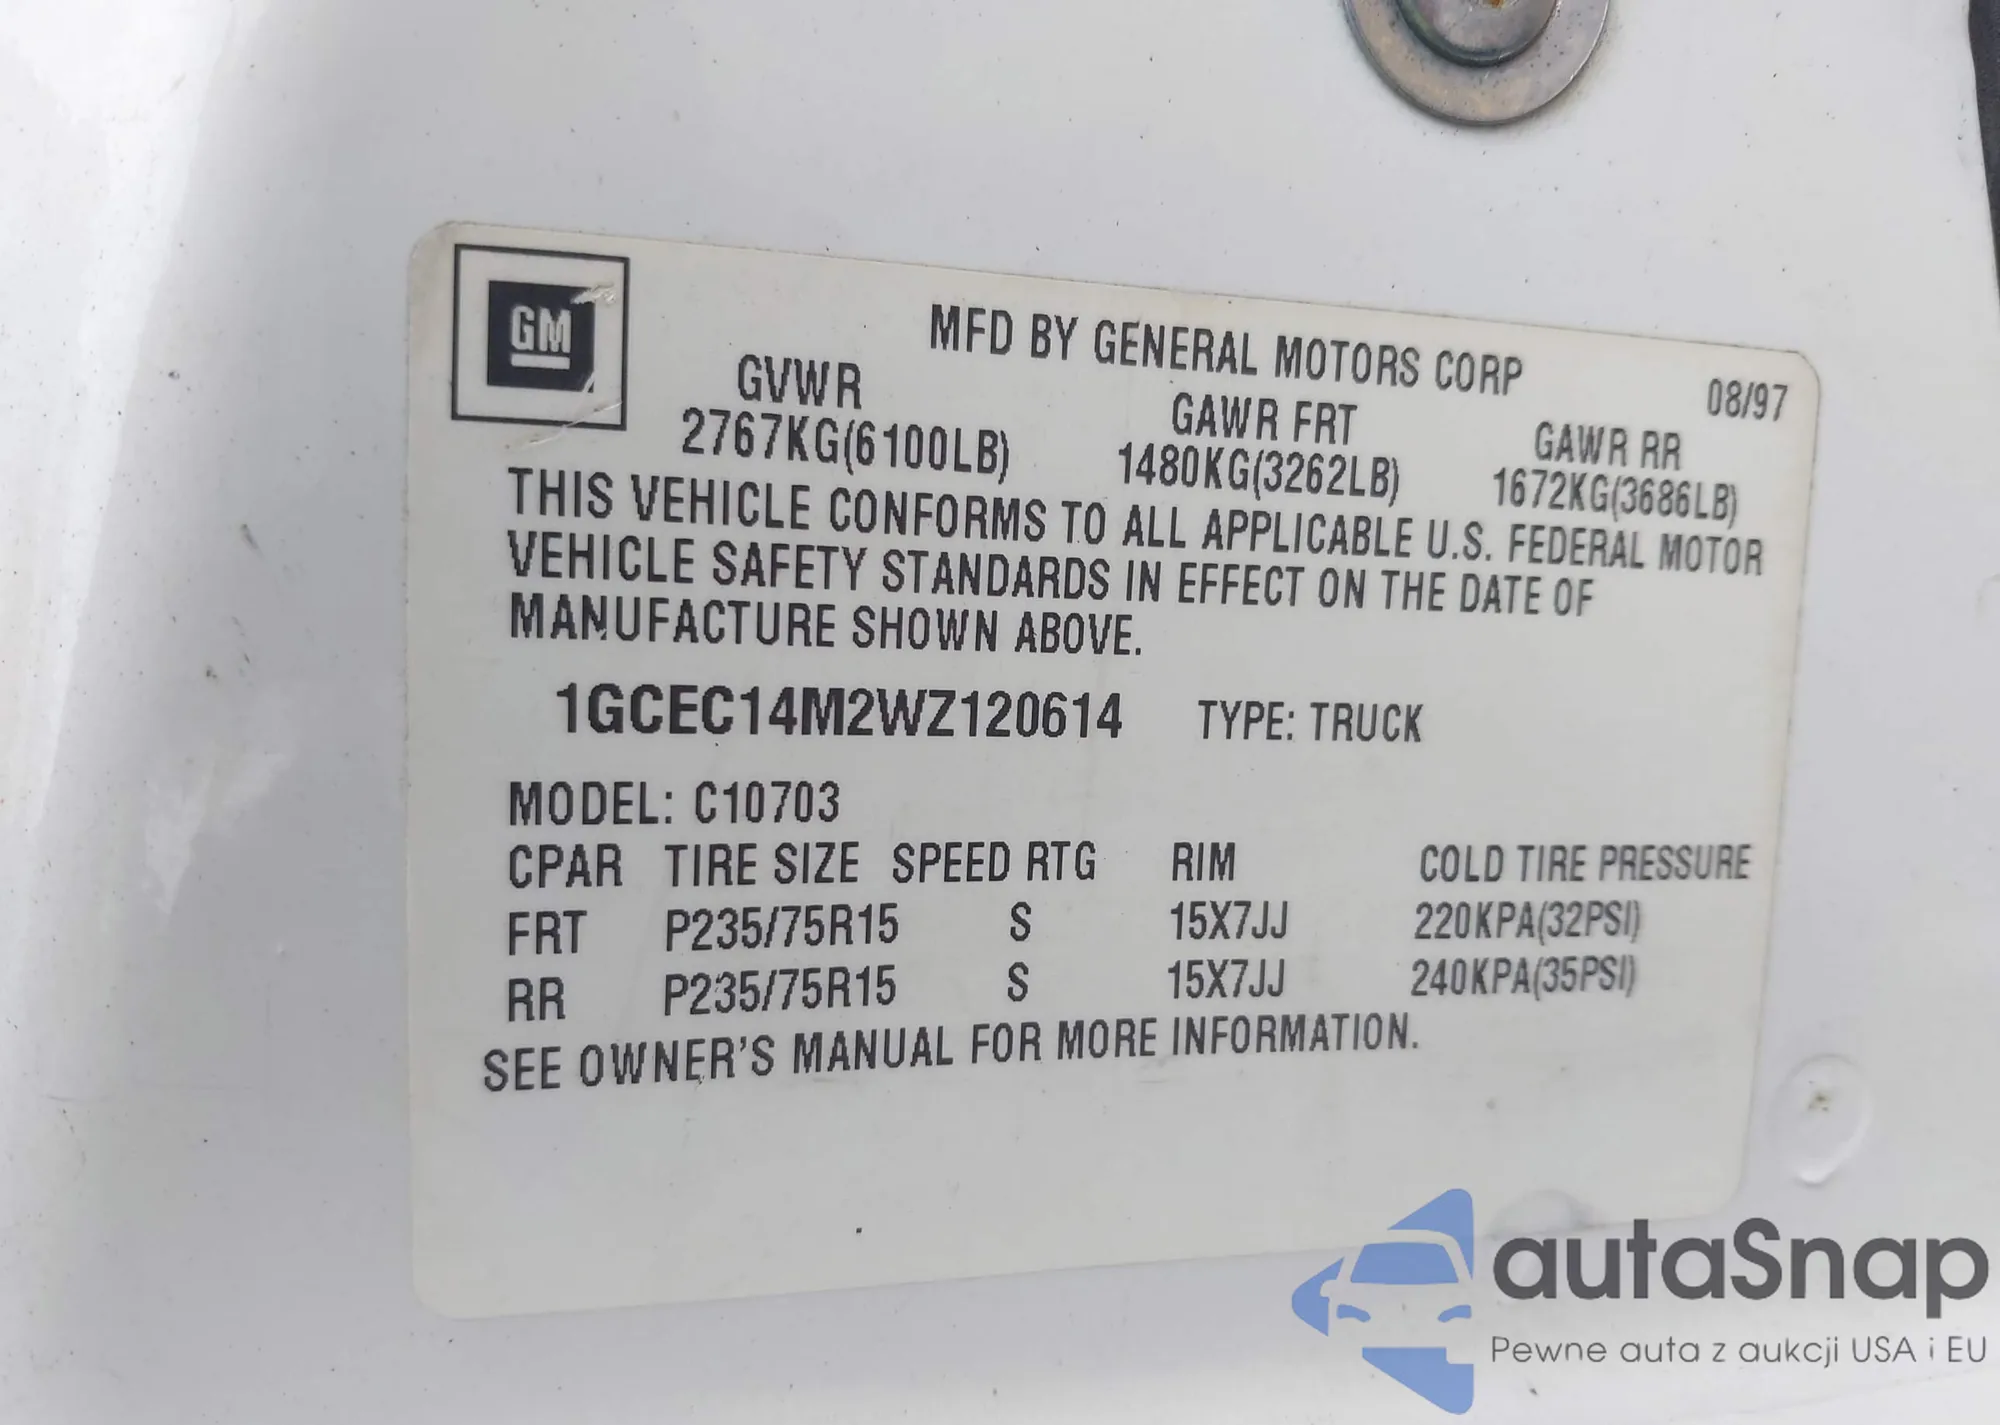 GM
MFD BY GENERAL MOTORS CORP 08/97
GVWR GAWR FRT GAWR RR
2767KG(6100LB) 1480KG(3262LB) 1672KG(3686LB)
THIS VEHICLE CONFORMS TO ALL APPLICABLE U.S. FEDERAL MOTOR
VEHICLE SAFETY STANDARDS IN EFFECT ON THE DATE OF
MANUFACTURE SHOWN ABOVE.
1GCEC14M2WZ120614 TYPE: TRUCK
MODEL: C10703
CPAR TIRE SIZE SPEED RTG RIM COLD TIRE PRESSURE
FRT P235/75R15 S 15X7JJ 220KPA(32PSI)
RR P235/75R15 S 15X7JJ 240KPA(35PSI)
SEE OWNER'S MANUAL FOR MORE INFORMATION.
autaSnap
Pewne auta z aukcji USA i EU